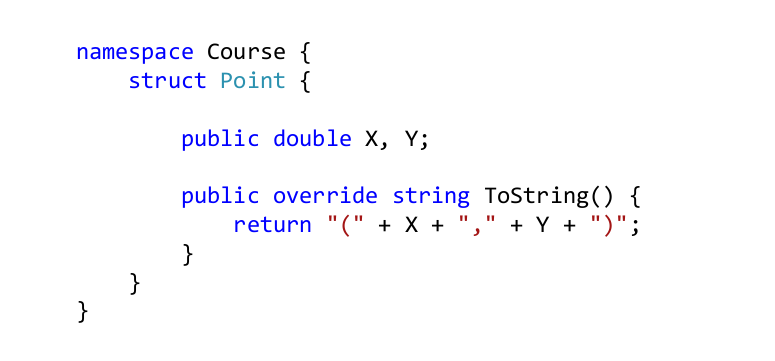 namespace Course {
struct Point {
public double X, Y;
public override string ToString() {
return "(" + X + "," + Y + ")";
}
}
}